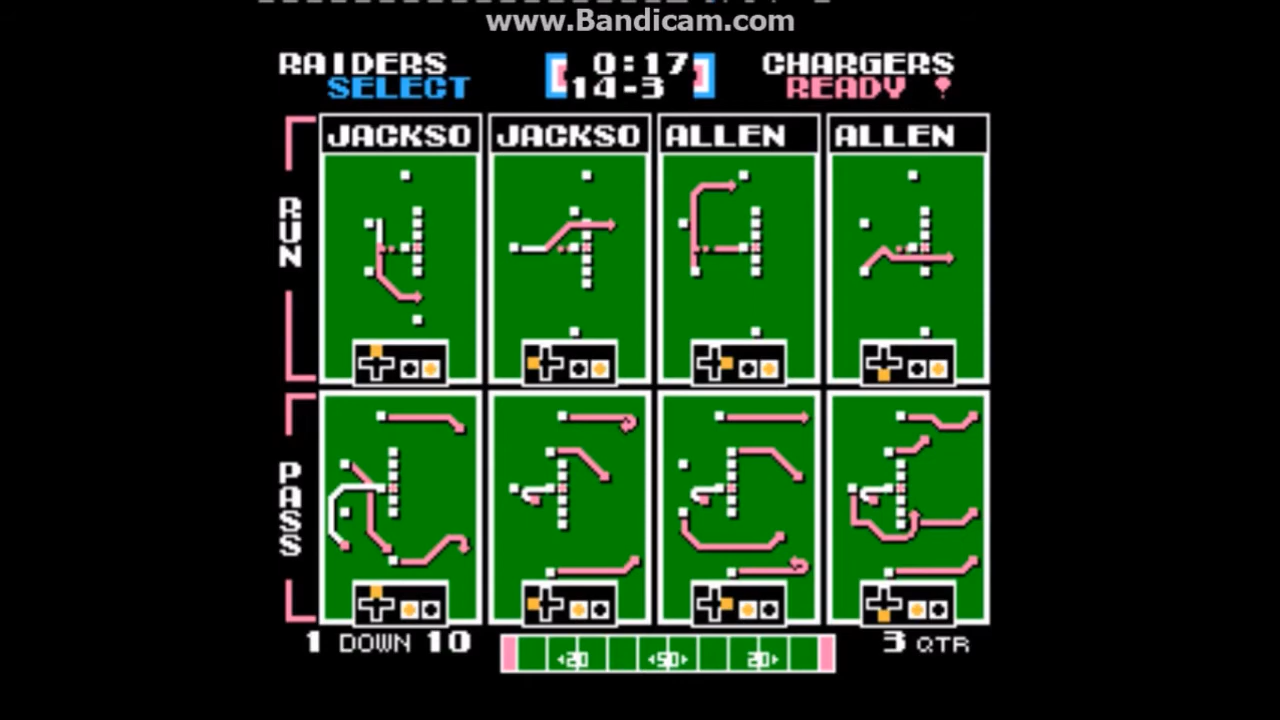 www.Bandicam.com
RAIDERS 0:17 CHARGERS
SELECT 14-3 READY
JACKSO JACKSO ALLEN ALLEN
RUN
PASS
1 DOWN 10 3 QTR
<20 <50> 20>